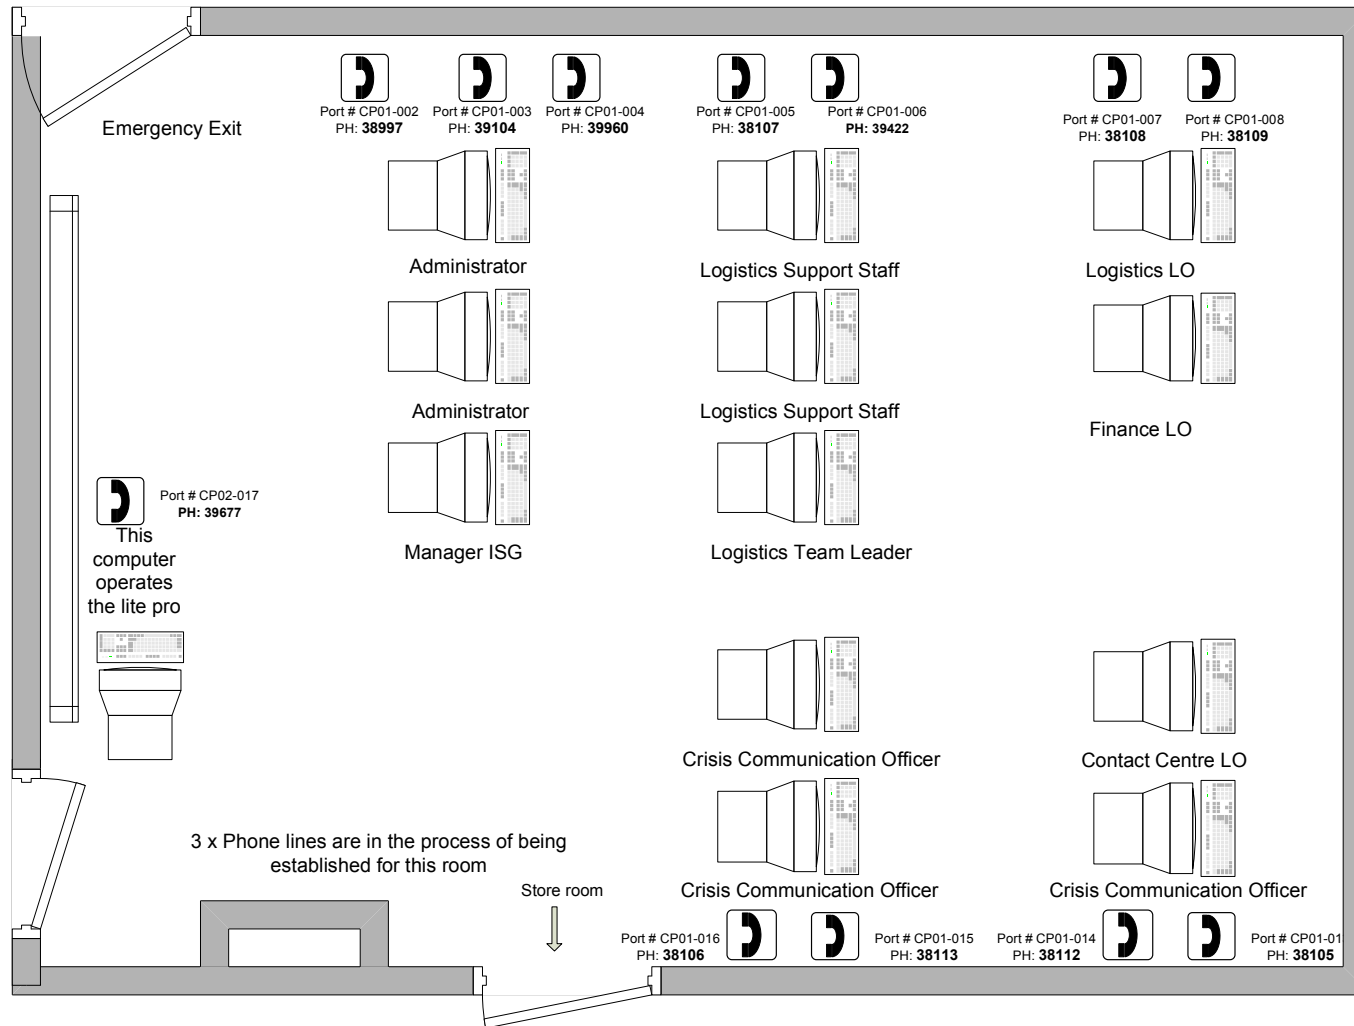 Port # CP01-002
PH: 38997
Port # CP01-003
PH: 39104
Port # CP01-004
PH: 39960
Port # CP01-005
PH: 38107
Port # CP01-006
PH: 39422
Port # CP01-007
PH: 38108
Port # CP01-008
PH: 38109
Emergency Exit
Administrator
Logistics Support Staff
Logistics LO
Administrator
Logistics Support Staff
Finance LO
Port # CP02-017
PH: 39677
This
computer
operates
the lite pro
Manager ISG
Logistics Team Leader
Crisis Communication Officer
Contact Centre LO
3 x Phone lines are in the process of being
established for this room
Store room
Crisis Communication Officer
Crisis Communication Officer
Port # CP01-016
PH: 38106
Port # CP01-015
PH: 38113
Port # CP01-014
PH: 38112
Port # CP01-01
PH: 38105